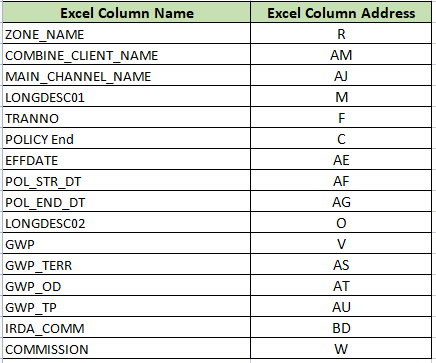 Excel Column Name Excel Column Address
ZONE_NAME R
COMBINE_CLIENT_NAME AM
MAIN_CHANNEL_NAME AJ
LONGDESC01 M
TRANNO F
POLICY End C
EFFDATE AE
POL_STR_DT AF
POL_END_DT AG
LONGDESC02 O
GWP V
GWP_TERR AS
GWP_OD AT
GWP_TP AU
IRDA_COMM BD
COMMISSION W